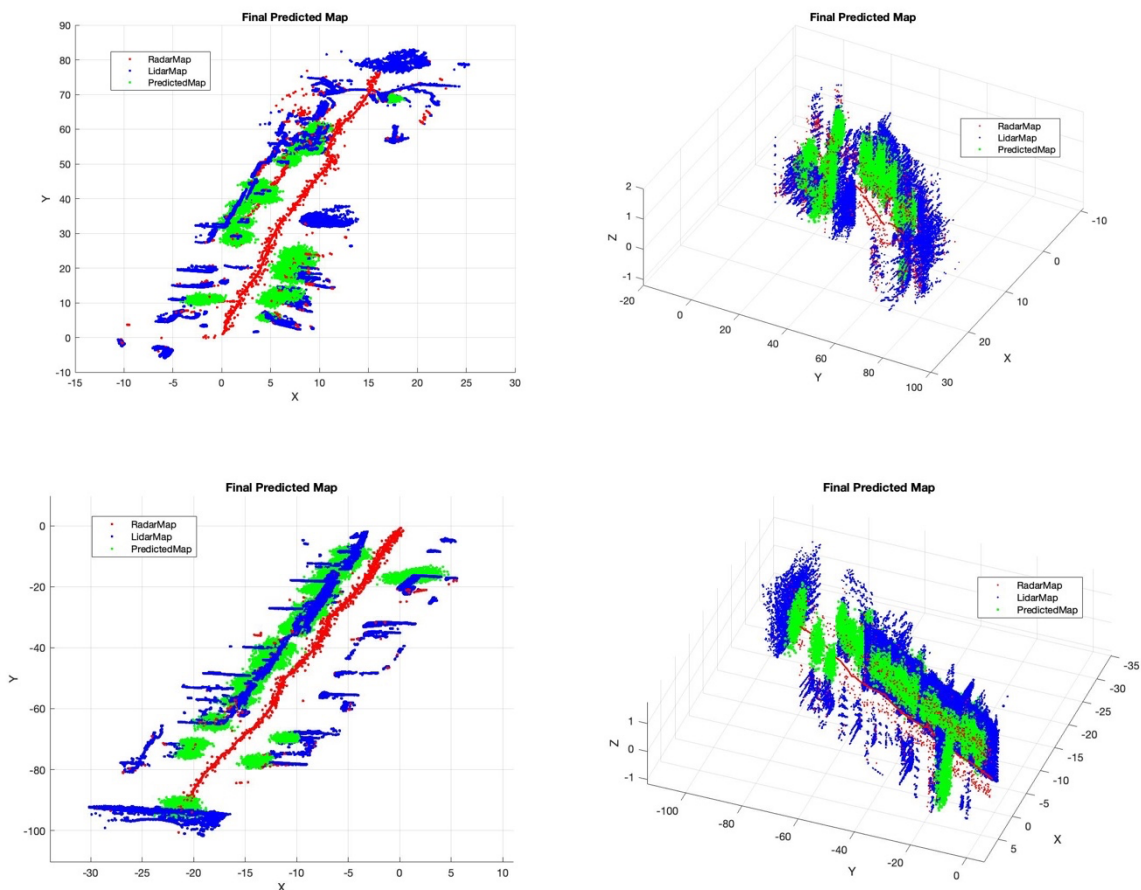 Final Predicted Map
90
80
70
60
50
40
30
20
10
0
-10
Y
RadarMap
LidarMap
PredictedMap
-15 -10 -5 0 5 10 15 20 25 30
X
Final Predicted Map
RadarMap
LidarMap
PredictedMap
2
1
0
-1
Z
-20 0 20 40 60 80 100
Y
-10
0
10
20
30
X
Final Predicted Map
RadarMap
LidarMap
PredictedMap
0
-20
-40
-60
-80
-100
Y
-30 -25 -20 -15 -10 -5 0 5 10
X
Final Predicted Map
RadarMap
LidarMap
PredictedMap
1
0
-1
Z
-100 -80 -60 -40 -20 0
Y
-35
-30
-25
-20
-15
-10
-5
0
5
X